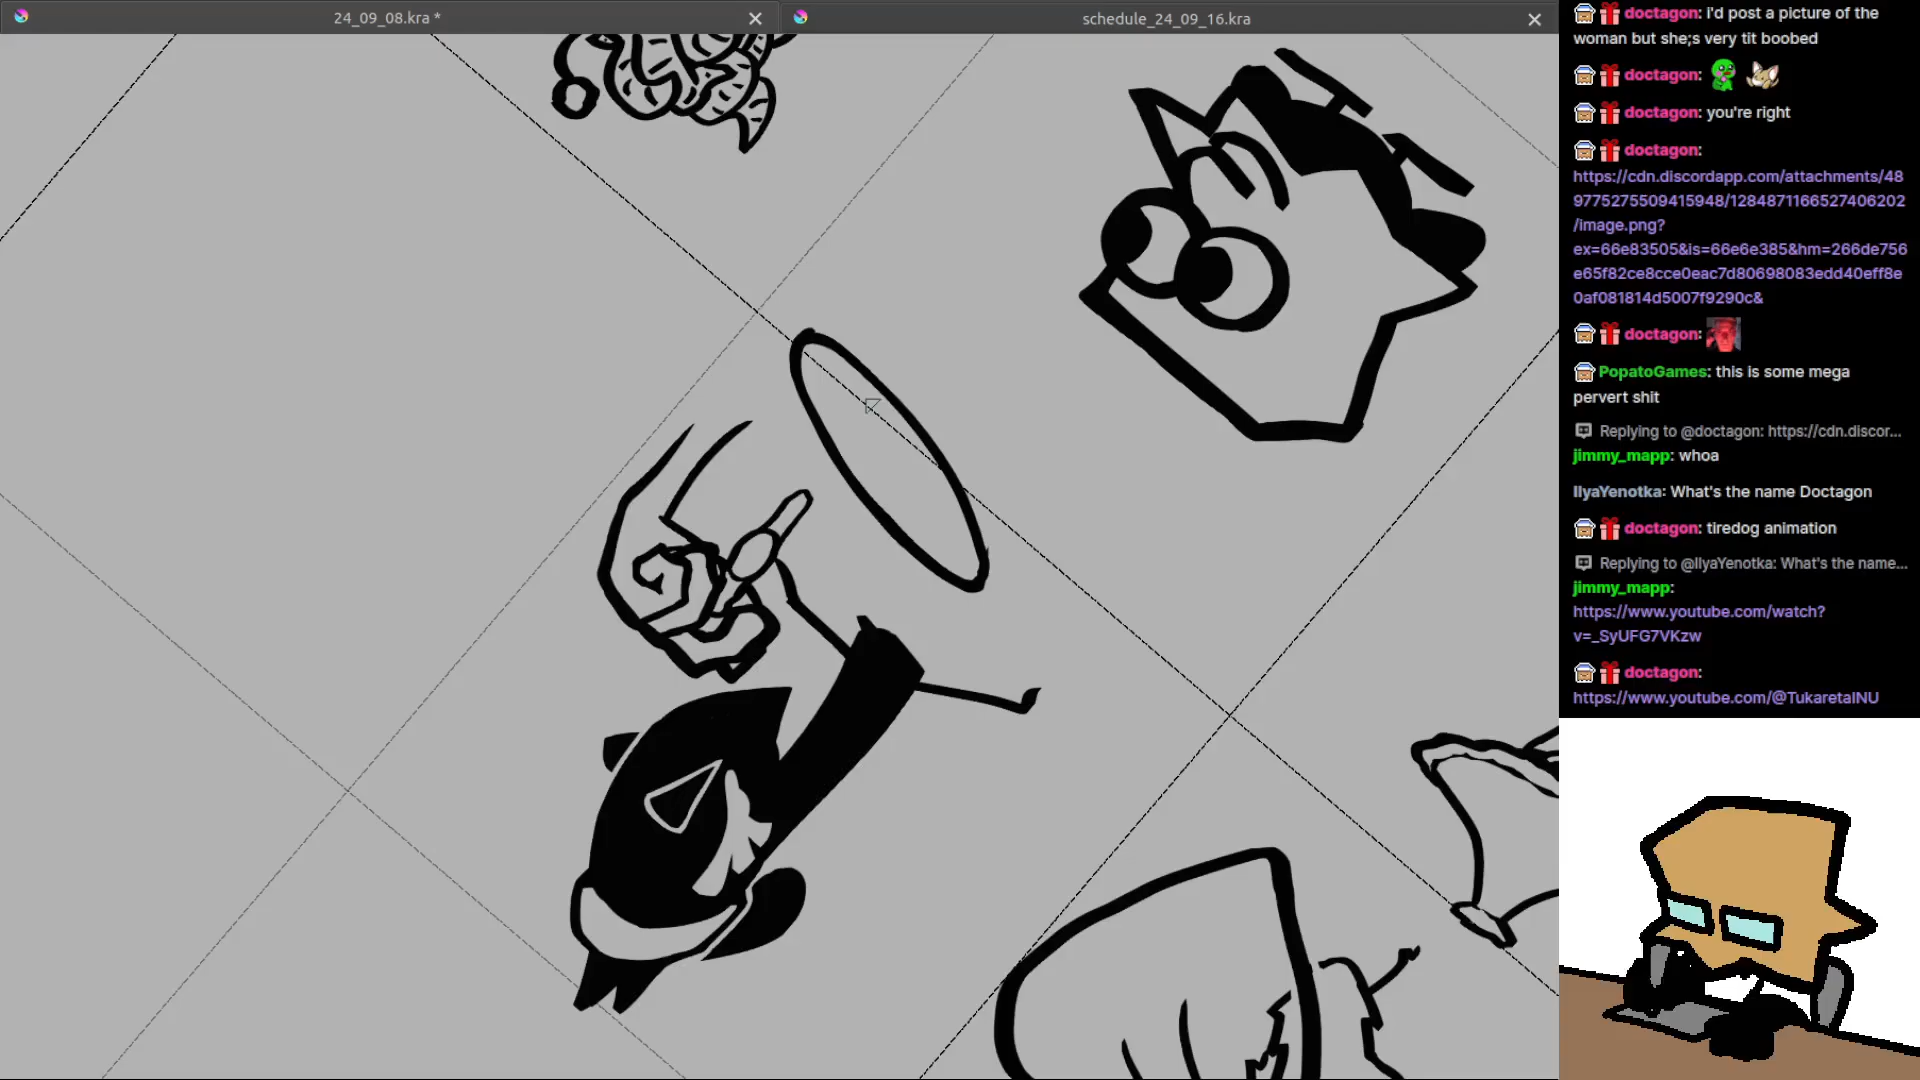 24_09_08.kra *
schedule_24_09_16.kra
doctagon: i'd post a picture of the
woman but she;s very tit boobed
doctagon:
doctagon: you're right
doctagon:
https://cdn.discordapp.com/attachments/48
9775275509415948/1284871166527406202
/image.png?
ex=66e83505&is=66e6e385&hm=266de756
e65f82ce8cce0eac7d80698083edd40eff8e
0af081814d5007f9290c&
doctagon:
PopatoGames: this is some mega
pervert shit
Replying to @doctagon: https://cdn.discor...
jimmy_mapp: whoa
IlyaYenotka: What's the name Doctagon
doctagon: tiredog animation
Replying to @IlyaYenotka: What's the name...
jimmy_mapp:
https://www.youtube.com/watch?
v=_SyUFG7VKzw
doctagon:
https://www.youtube.com/@TukaretaINU